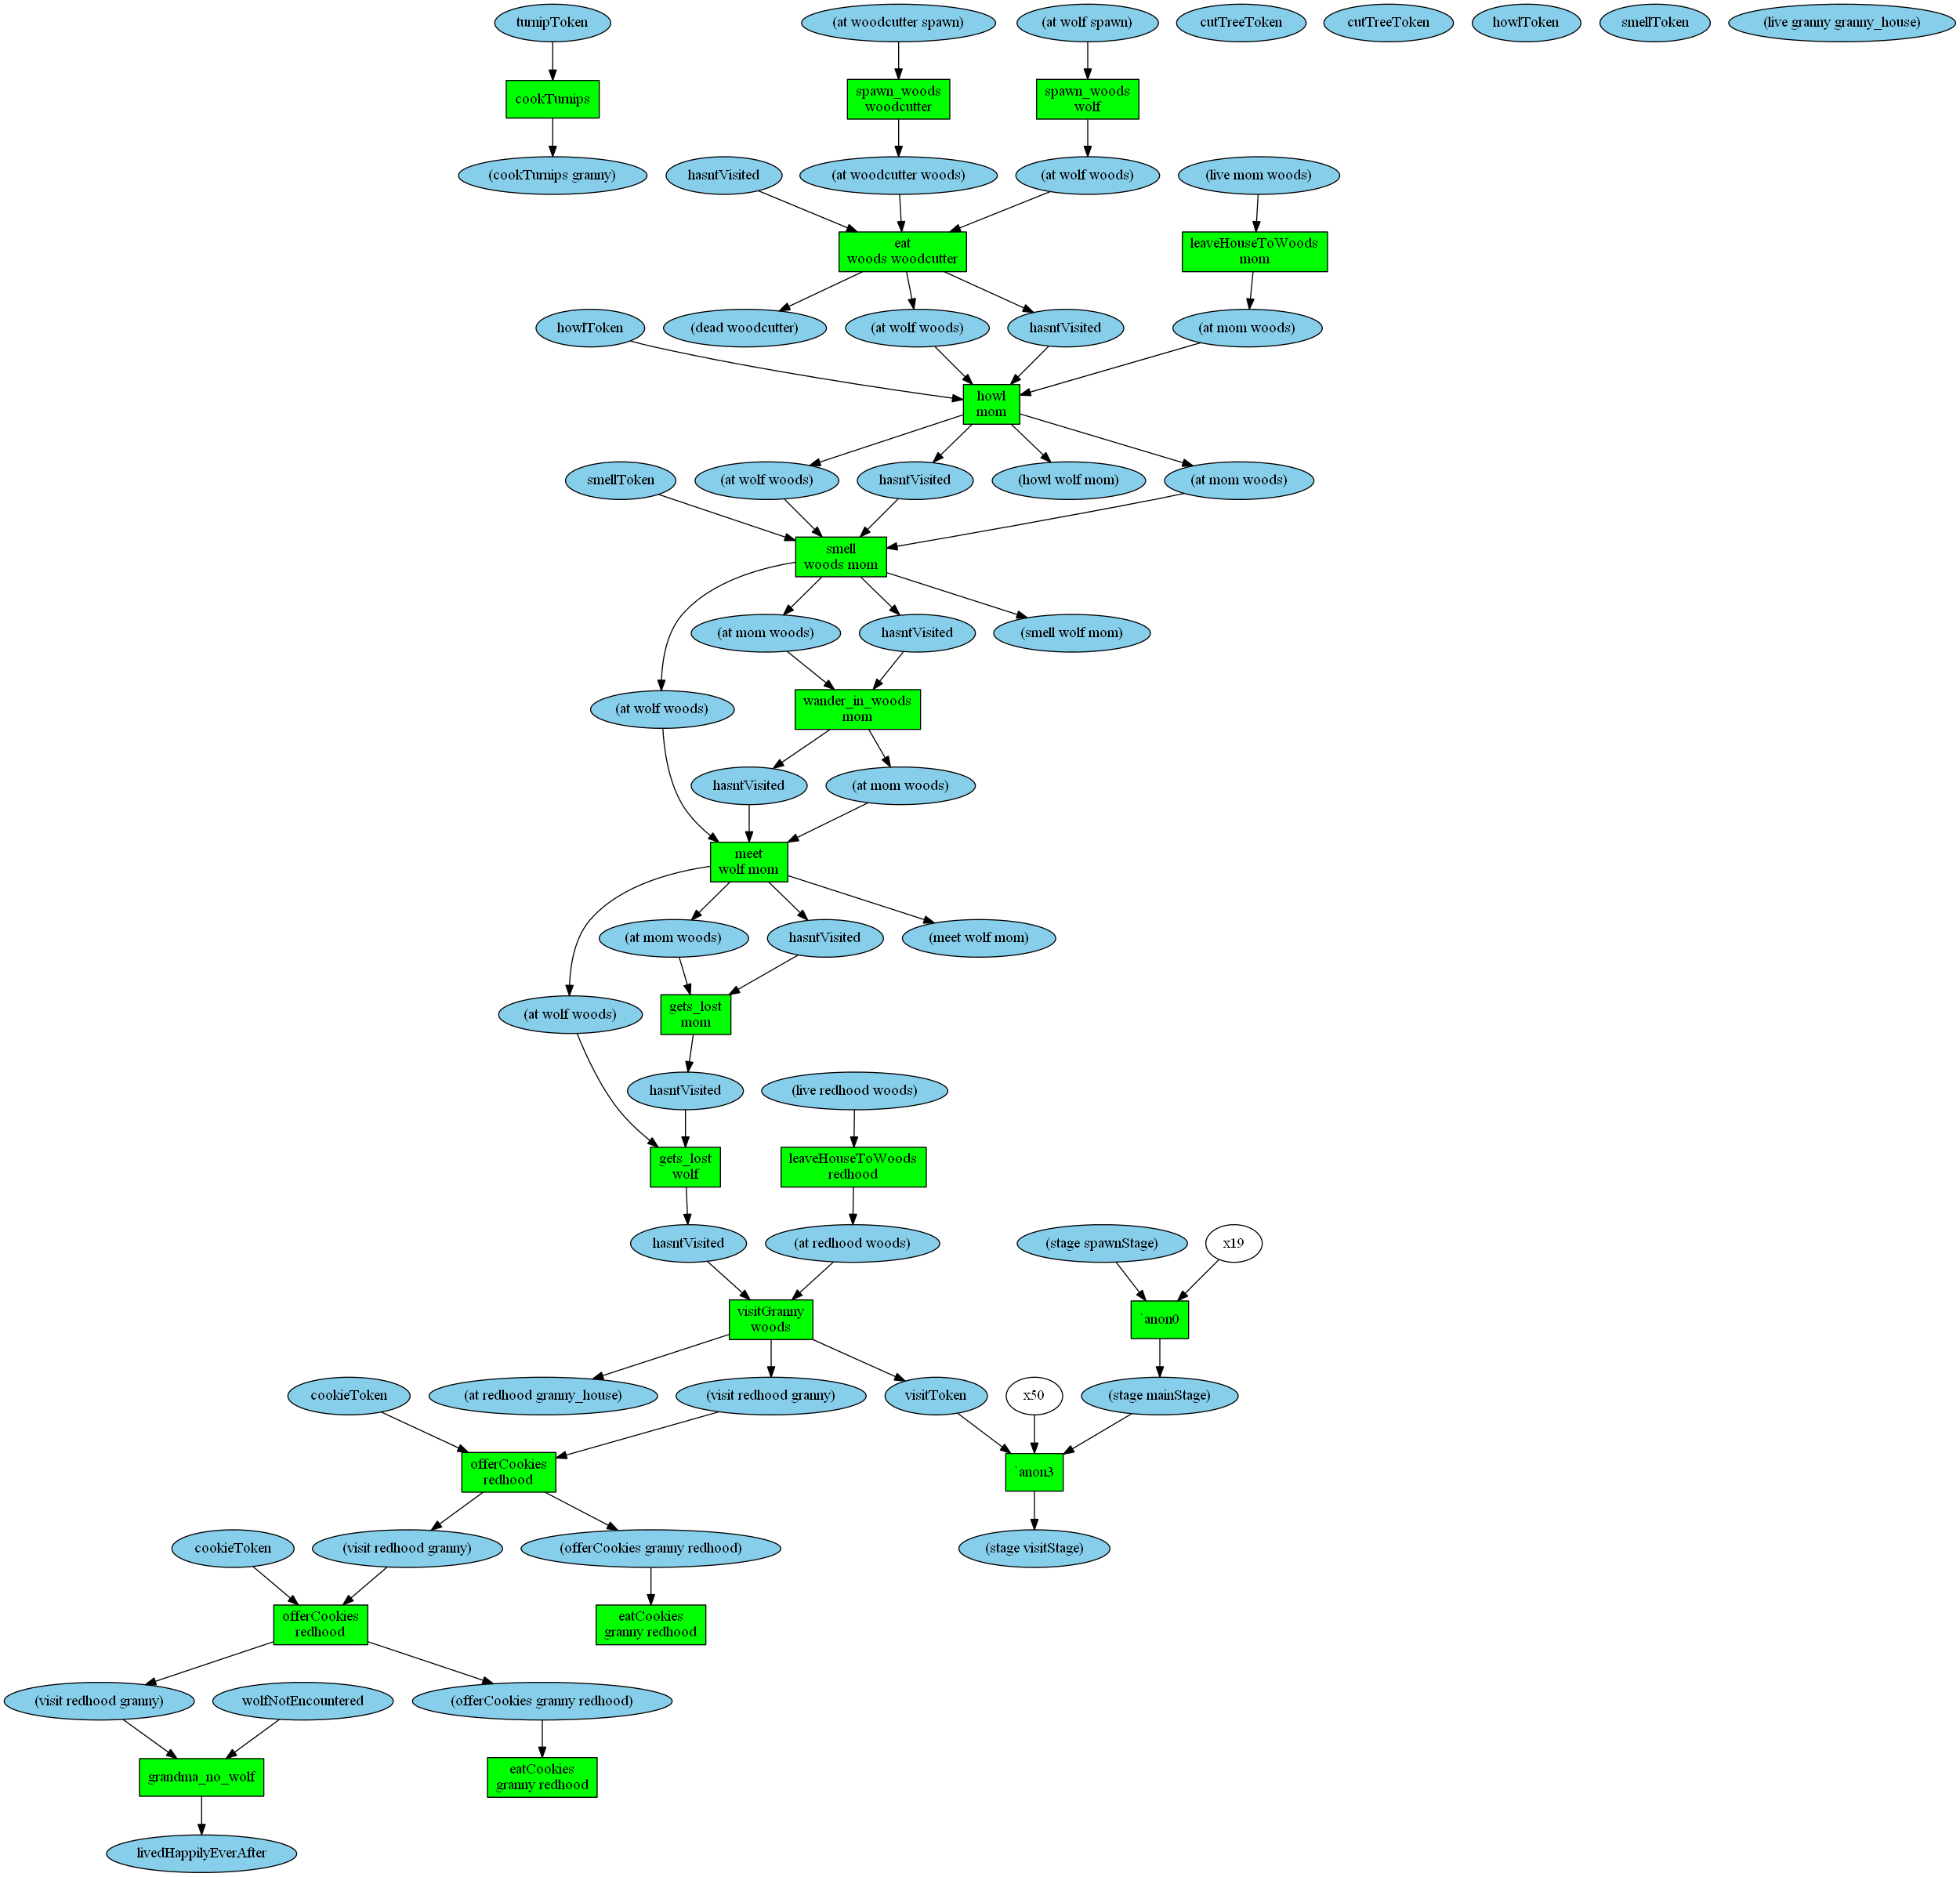 turnipToken
(at woodcutter spawn)
(at wolf spawn)
cutTreeToken
cutTreeToken
howlToken
smellToken
(live granny granny_house)
cookTurnips
spawn_woods
woodcutter
spawn_woods
wolf
(cookTurnips granny)
hasntVisited
(at woodcutter woods)
(at wolf woods)
(live mom woods)
eat
woods woodcutter
leaveHouseToWoods
mom
howlToken
(dead woodcutter)
(at wolf woods)
hasntVisited
(at mom woods)
howl
mom
smellToken
(at wolf woods)
hasntVisited
(howl wolf mom)
(at mom woods)
smell
woods mom
(at mom woods)
hasntVisited
(smell wolf mom)
(at wolf woods)
wander_in_woods
mom
hasntVisited
(at mom woods)
meet
wolf mom
(at mom woods)
hasntVisited
(meet wolf mom)
(at wolf woods)
gets_lost
mom
hasntVisited
(live redhood woods)
gets_lost
wolf
leaveHouseToWoods
redhood
hasntVisited
(at redhood woods)
(stage spawnStage)
x19
visitGranny
woods
`anon0
cookieToken
(at redhood granny_house)
(visit redhood granny)
visitToken
x50
(stage mainStage)
offerCookies
redhood
`anon3
cookieToken
(visit redhood granny)
(offerCookies granny redhood)
(stage visitStage)
offerCookies
redhood
eatCookies
granny redhood
(visit redhood granny)
wolfNotEncountered
(offerCookies granny redhood)
grandma_no_wolf
eatCookies
granny redhood
livedHappilyEverAfter